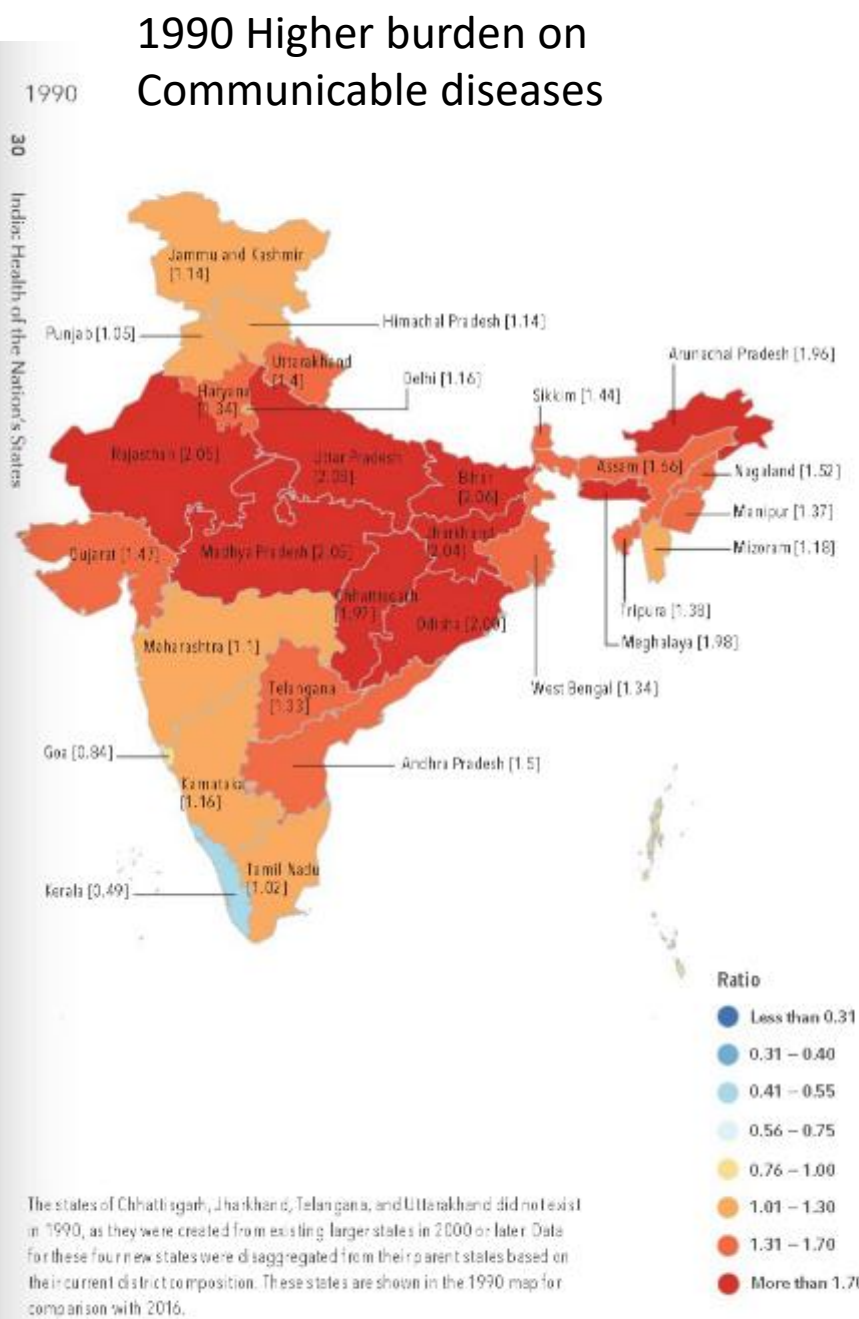 1990 Higher burden on
Communicable diseases
1990
30 India: Health of the Nation's States
Jammu and Kashmir
[1.14]
Himachal Pradesh [1.14]
Punjab [1.05]
Uttarakhand
[1.4]
Delhi [1.16]
Haryana
[1.34]
Arunachal Pradesh [1.96]
Sikkim [1.44]
Rajasthan [2.05]
Uttar Pradesh
Bihar
[2.06]
Assam [1.66]
Nagaland [1.52]
Manipur [1.37]
Mizoram [1.18]
Tripura [1.38]
Meghalaya [1.98]
Gujarat [1.47]
Madhya Pradesh [2.05]
Jharkhand
[2.04]
Chhattisgarh
[1.97]
Odisha [2.00]
West Bengal [1.34]
Maharashtra [1.1]
Telangana
[1.33]
Goa [0.84]
Andhra Pradesh [1.5]
Karnataka
[1.16]
Tamil Nadu
[1.02]
Kerala [0.49]
Ratio
Less than 0.31
0.31 – 0.40
0.41 – 0.55
0.56 – 0.75
0.76 – 1.00
1.01 – 1.30
1.31 – 1.70
More than 1.70
The states of Chhattisgarh, Jharkhand, Telangana, and Uttarakhand did not exist
in 1990, as they were created from existing larger states in 2000 or later. Data
for these four new states were disaggregated from their parent states based on
their current district composition. These states are shown in the 1990 map for
comparison with 2016.